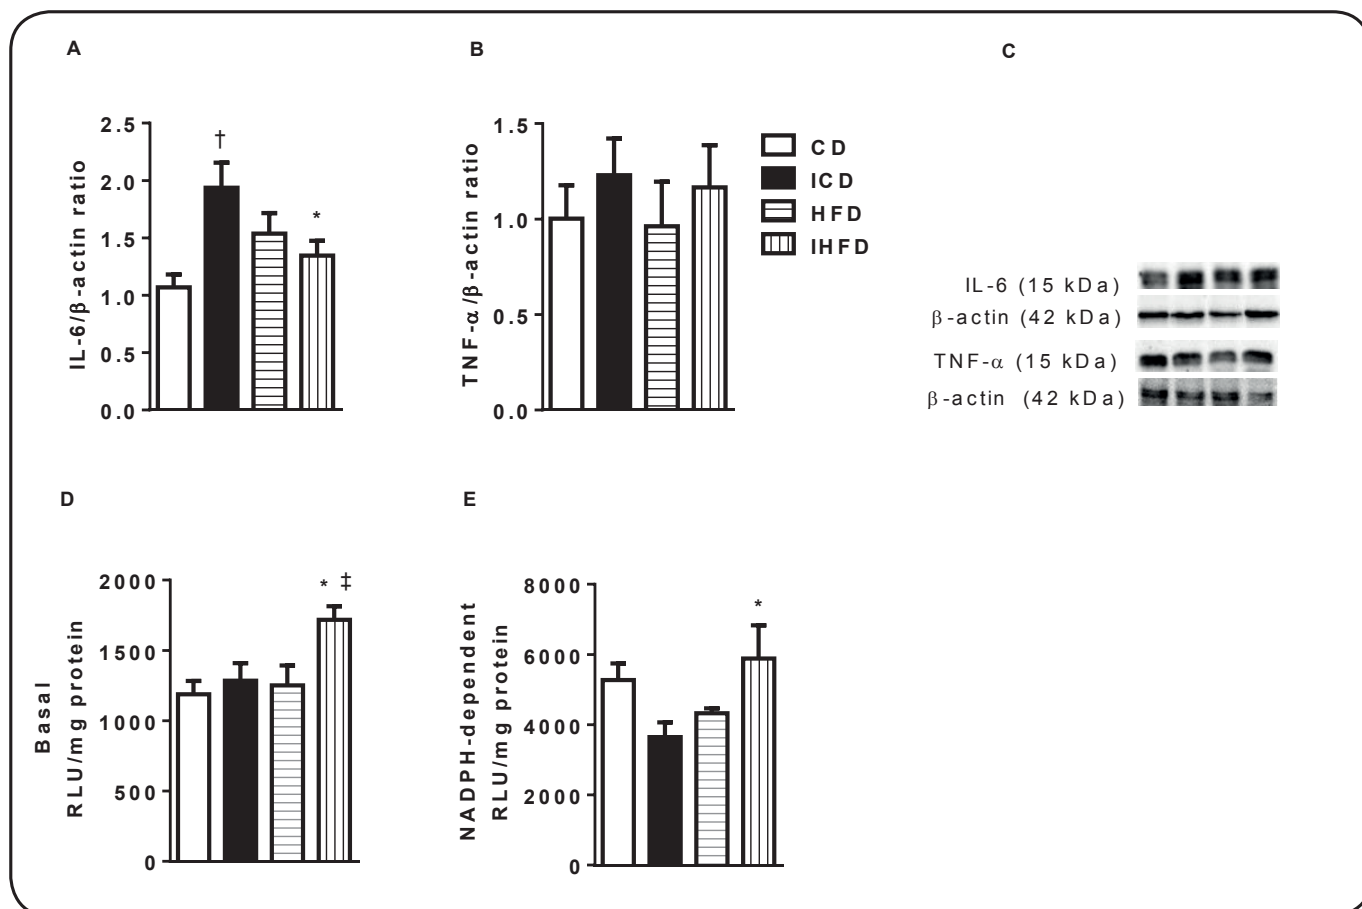 A
B
C
IL-6/β-actin ratio
2.5
2.0
1.5
1.0
0.5
0.0
†
*
TNF-α/β-actin ratio
1.5
1.0
0.5
0.0
CD
ICD
HFD
IHFD
IL-6 (15 kDa)
β-actin (42 kDa)
TNF-α (15 kDa)
β-actin (42 kDa)
D
E
Basal
RLU/mg protein
2000
1500
1000
500
0
* ‡
NADPH-dependent
RLU/mg protein
8000
6000
4000
2000
0
*